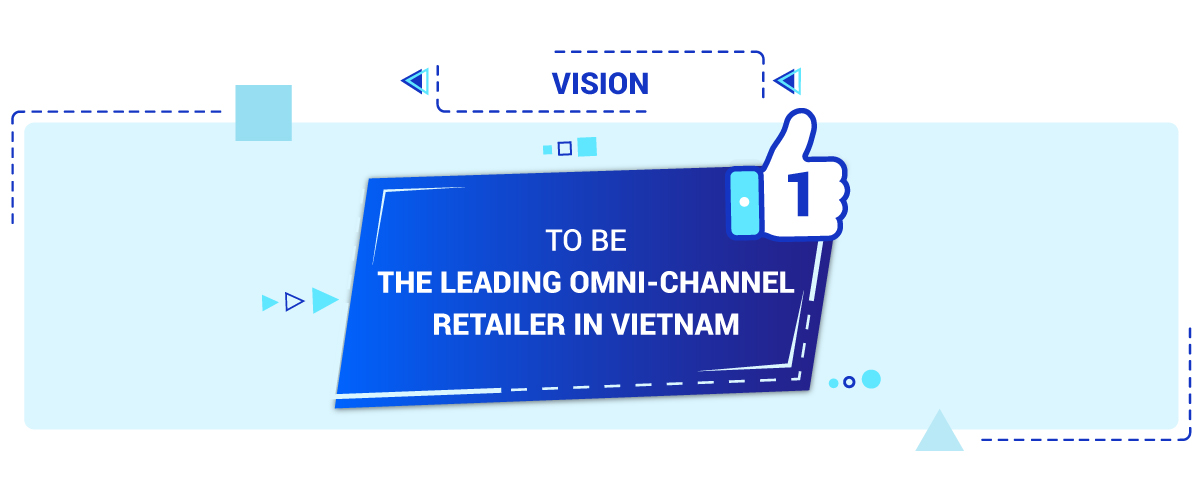 VISION
1
TO BE
THE LEADING OMNI-CHANNEL
RETAILER IN VIETNAM